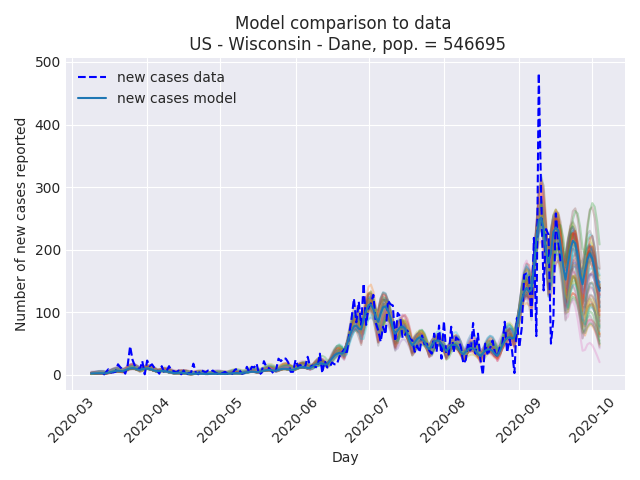 Model comparison to data
US - Wisconsin - Dane, pop. = 546695
new cases data
new cases model
Number of new cases reported
500
400
300
200
100
0
2020-03
2020-04
2020-05
2020-06
2020-07
2020-08
2020-09
2020-10
Day